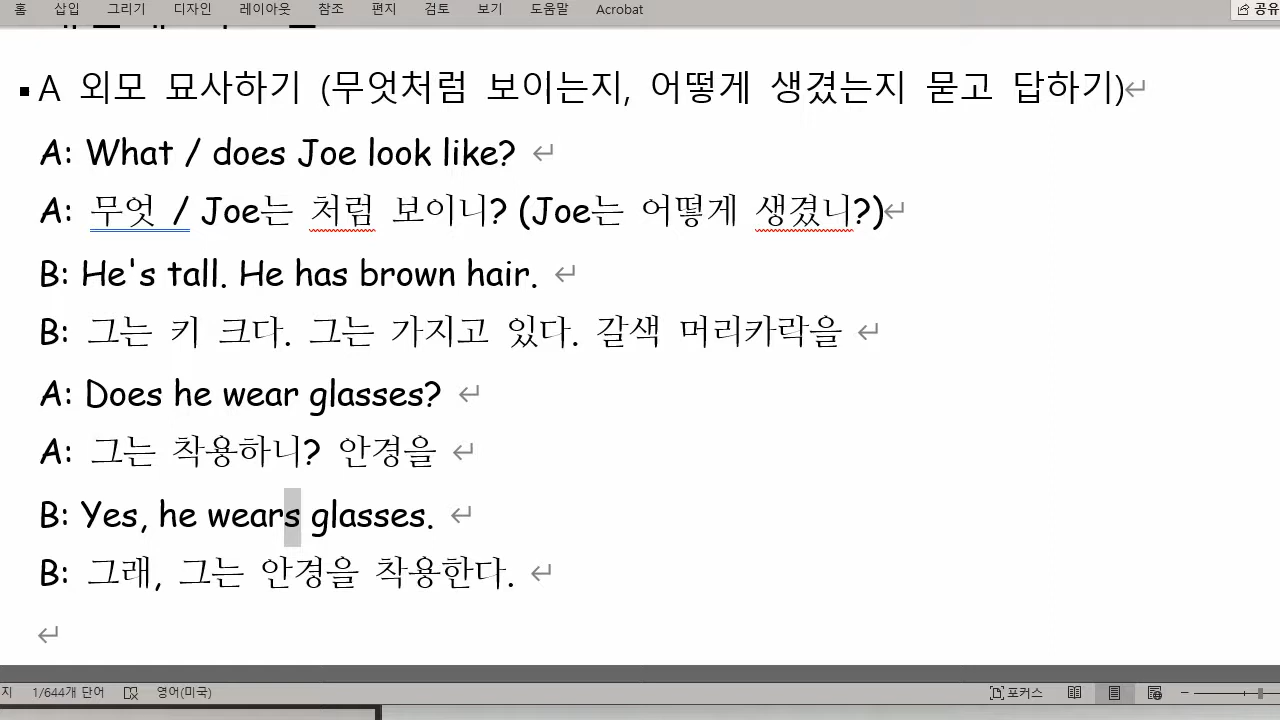 홈 삽입 그리기 디자인 레이아웃 참조 편지 검토 보기 도움말 Acrobat 공유
▪A 외모 묘사하기 (무엇처럼 보이는지, 어떻게 생겼는지 묻고 답하기)
A: What / does Joe look like?
A: 무엇 / Joe는 처럼 보이니? (Joe는 어떻게 생겼니?)
B: He's tall. He has brown hair.
B: 그는 키 크다. 그는 가지고 있다. 갈색 머리카락을
A: Does he wear glasses?
A: 그는 착용하니? 안경을
B: Yes, he wears glasses.
B: 그래, 그는 안경을 착용한다.
지 1/644개 단어 영어(미국) 포커스